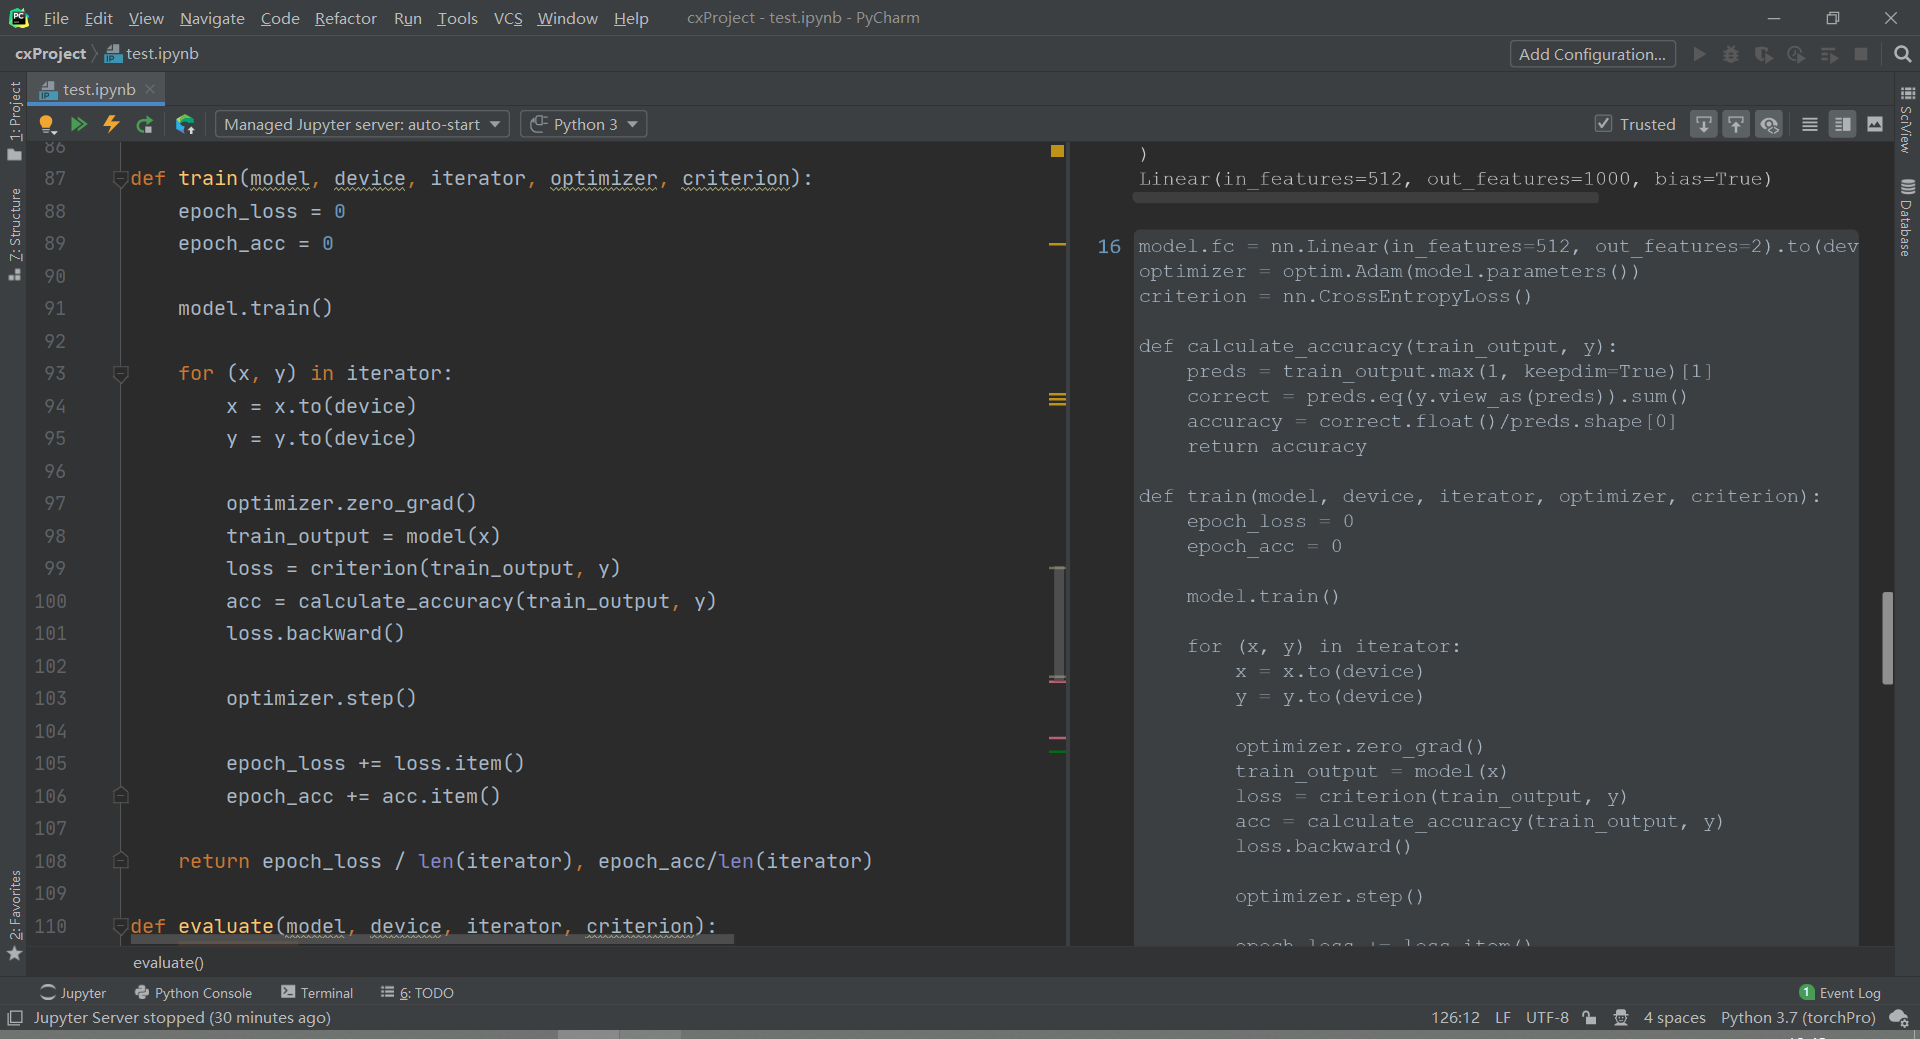 File Edit View Navigate Code Refactor Run Tools VCS Window Help cxProject - test.ipynb - PyCharm
cxProject test.ipynb Add Configuration...
test.ipynb
Managed Jupyter server: auto-start Python 3 Trusted
1: Project
7: Structure
2: Favorites
86
87 def train(model, device, iterator, optimizer, criterion):
88 epoch_loss = 0
89 epoch_acc = 0
90
91 model.train()
92
93 for (x, y) in iterator:
94 x = x.to(device)
95 y = y.to(device)
96
97 optimizer.zero_grad()
98 train_output = model(x)
99 loss = criterion(train_output, y)
100 acc = calculate_accuracy(train_output, y)
101 loss.backward()
102
103 optimizer.step()
104
105 epoch_loss += loss.item()
106 epoch_acc += acc.item()
107
108 return epoch_loss / len(iterator), epoch_acc/len(iterator)
109
110 def evaluate(model, device, iterator, criterion):
evaluate()
)
Linear(in_features=512, out_features=1000, bias=True)
16 model.fc = nn.Linear(in_features=512, out_features=2).to(dev
optimizer = optim.Adam(model.parameters())
criterion = nn.CrossEntropyLoss()
def calculate_accuracy(train_output, y):
preds = train_output.max(1, keepdim=True)[1]
correct = preds.eq(y.view_as(preds)).sum()
accuracy = correct.float()/preds.shape[0]
return accuracy
def train(model, device, iterator, optimizer, criterion):
epoch_loss = 0
epoch_acc = 0
model.train()
for (x, y) in iterator:
x = x.to(device)
y = y.to(device)
optimizer.zero_grad()
train_output = model(x)
loss = criterion(train_output, y)
acc = calculate_accuracy(train_output, y)
loss.backward()
optimizer.step()
epoch_loss += loss.item()
SciView
Database
Jupyter Python Console Terminal 6: TODO 1 Event Log
Jupyter Server stopped (30 minutes ago) 126:12 LF UTF-8 4 spaces Python 3.7 (torchPro)